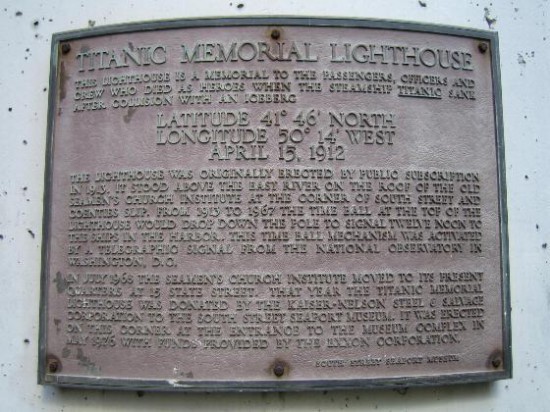 TITANIC MEMORIAL LIGHTHOUSE
THIS LIGHTHOUSE IS A MEMORIAL TO THE PASSENGERS, OFFICERS AND
CREW WHO DIED AS HEROES WHEN THE STEAMSHIP TITANIC SANK
AFTER COLLISION WITH AN ICEBERG
LATITUDE 41° 46' NORTH
LONGITUDE 50° 14' WEST
APRIL 15, 1912
THE LIGHTHOUSE WAS ORIGINALLY ERECTED BY PUBLIC SUBSCRIPTION
IN 1913. IT STOOD ABOVE THE EAST RIVER ON THE ROOF OF THE OLD
SEAMEN'S CHURCH INSTITUTE AT THE CORNER OF SOUTH STREET AND
COENTIES SLIP. FROM 1913 TO 1967 THE TIME BALL AT THE TOP OF THE
LIGHTHOUSE WOULD DROP DOWN THE POLE TO SIGNAL TWELVE NOON TO
THE SHIPS IN THE HARBOR. THIS TIME BALL MECHANISM WAS ACTIVATED
BY A TELEGRAPHIC SIGNAL FROM THE NATIONAL OBSERVATORY IN
WASHINGTON, D.C.
IN JULY 1968 THE SEAMEN'S CHURCH INSTITUTE MOVED TO ITS PRESENT
QUARTERS AT 15 STATE STREET. THAT YEAR THE TITANIC MEMORIAL
LIGHTHOUSE WAS DONATED BY THE KAISER-NELSON STEEL & SALVAGE
CORPORATION TO THE SOUTH STREET SEAPORT MUSEUM. IT WAS ERECTED
ON THIS CORNER AT THE ENTRANCE TO THE MUSEUM COMPLEX IN
MAY 1976 WITH FUNDS PROVIDED BY THE EXXON CORPORATION.
SOUTH STREET SEAPORT MUSEUM